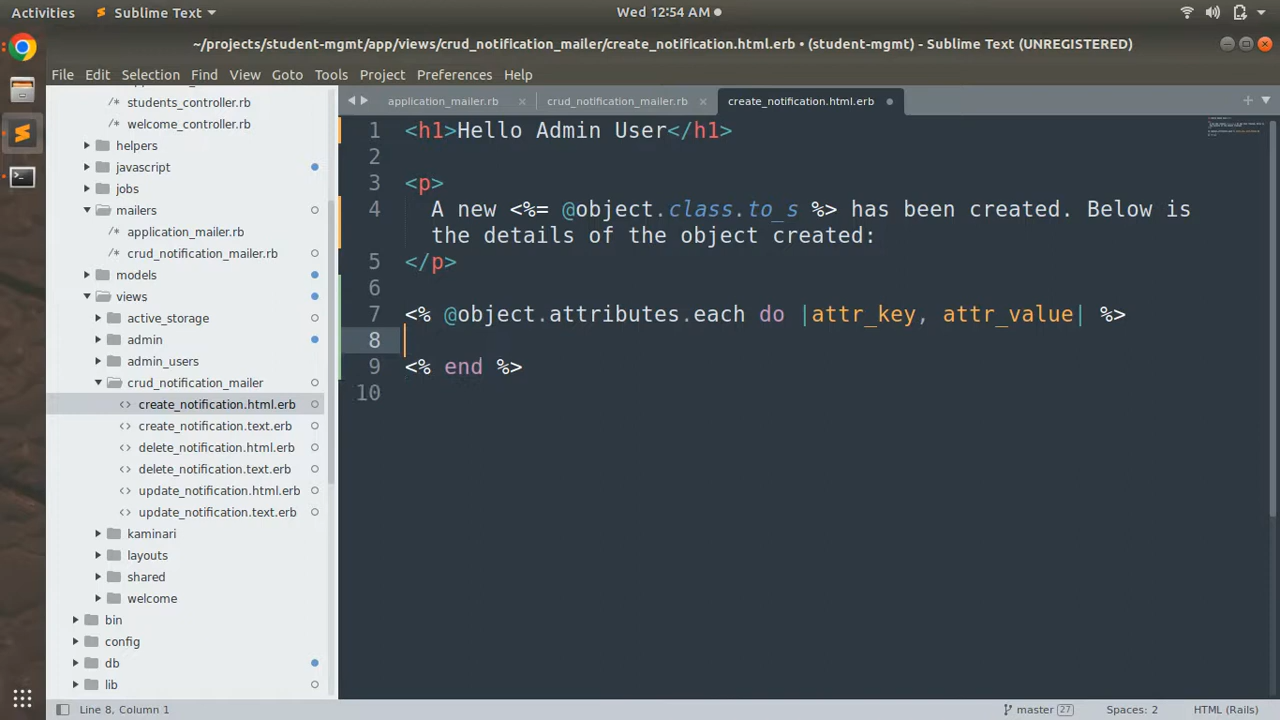 Activities Sublime Text Wed 12:54 AM
~/projects/student-mgmt/app/views/crud_notification_mailer/create_notification.html.erb • (student-mgmt) - Sublime Text (UNREGISTERED)
File Edit Selection Find View Goto Tools Project Preferences Help
students_controller.rb
welcome_controller.rb
helpers
javascript
jobs
mailers
application_mailer.rb
crud_notification_mailer.rb
models
views
active_storage
admin
admin_users
crud_notification_mailer
create_notification.html.erb
create_notification.text.erb
delete_notification.html.erb
delete_notification.text.erb
update_notification.html.erb
update_notification.text.erb
kaminari
layouts
shared
welcome
bin
config
db
lib
application_mailer.rb × crud_notification_mailer.rb × create_notification.html.erb
1 <h1>Hello Admin User</h1>
2
3 <p>
4 A new <%= @object.class.to_s %> has been created. Below is
the details of the object created:
5 </p>
6
7 <% @object.attributes.each do |attr_key, attr_value| %>
8
9 <% end %>
10
Line 8, Column 1 master 27 Spaces: 2 HTML (Rails)